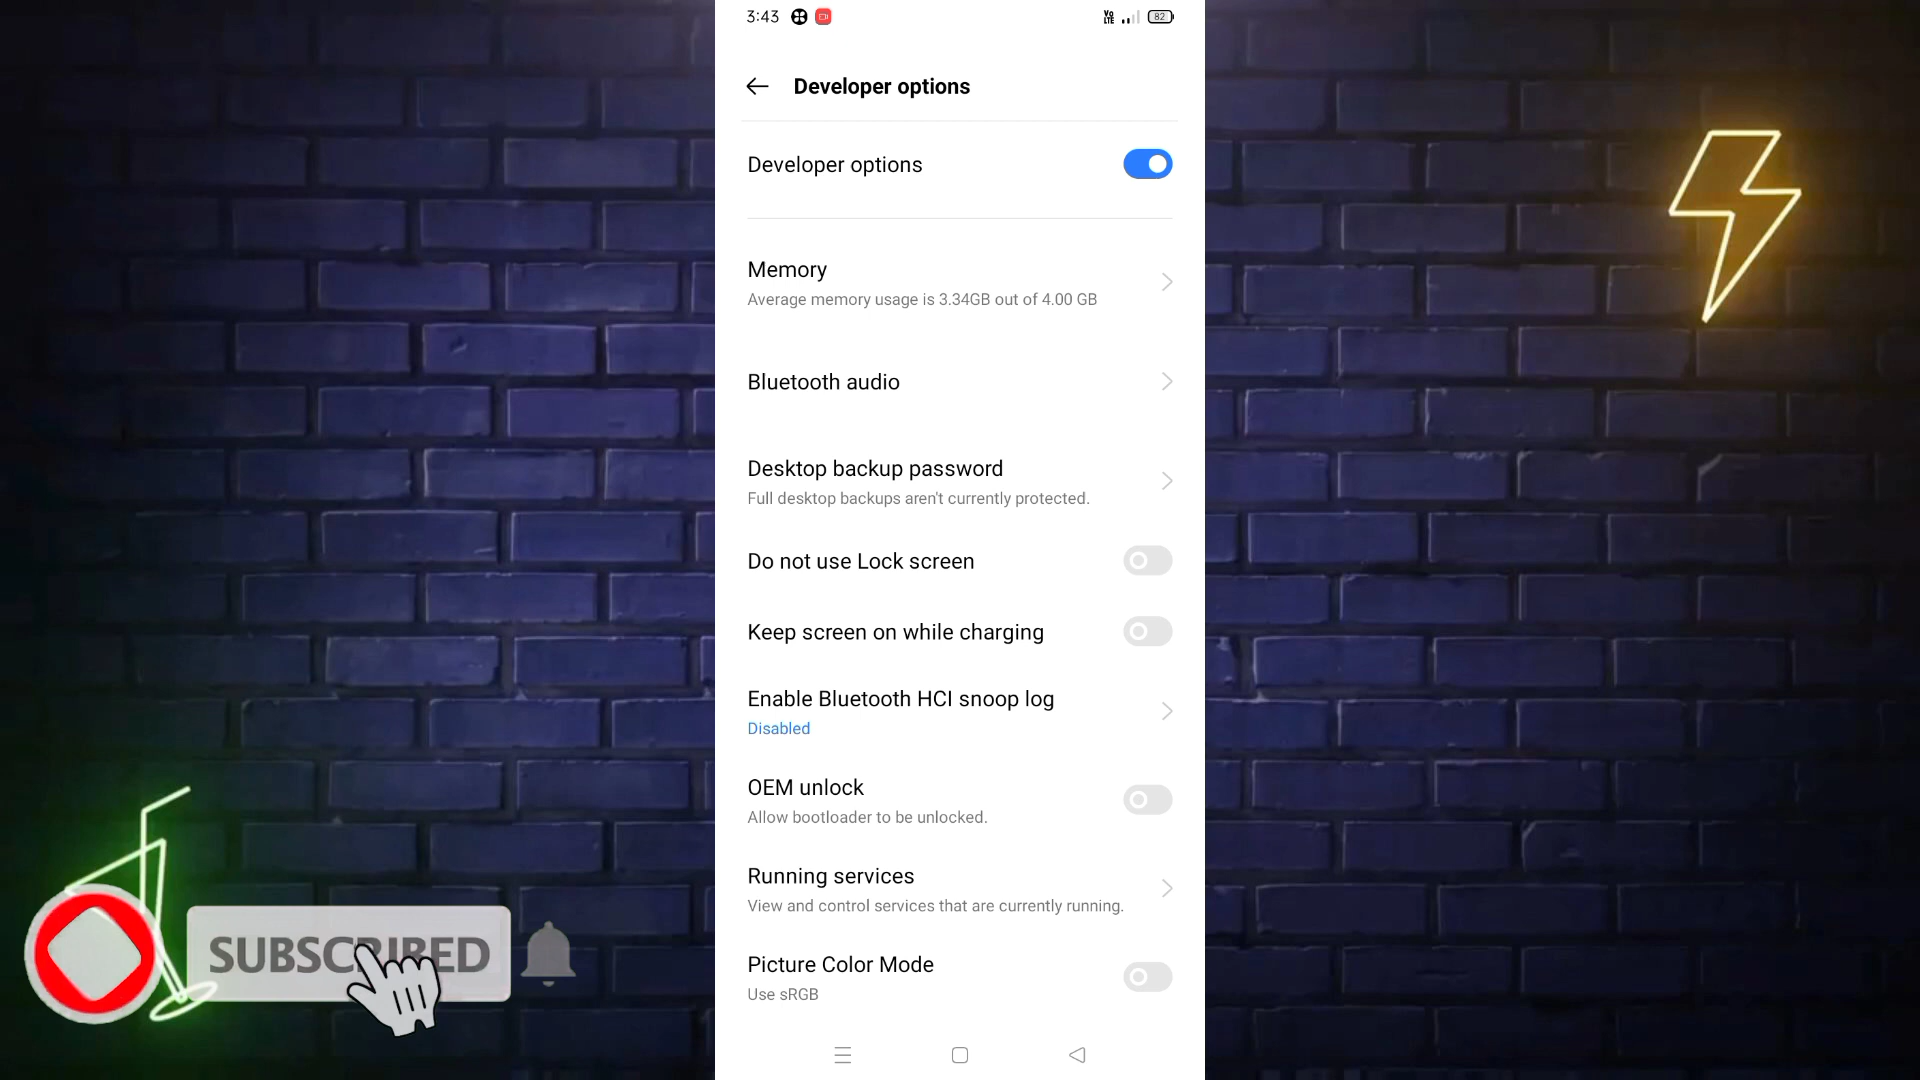 3:43
Vo
LTE
82
Developer options
Developer options
Memory
Average memory usage is 3.34GB out of 4.00 GB
Bluetooth audio
Desktop backup password
Full desktop backups aren't currently protected.
Do not use Lock screen
Keep screen on while charging
Enable Bluetooth HCI snoop log
Disabled
OEM unlock
Allow bootloader to be unlocked.
Running services
View and control services that are currently running.
Picture Color Mode
Use sRGB
SUBSCRIBED